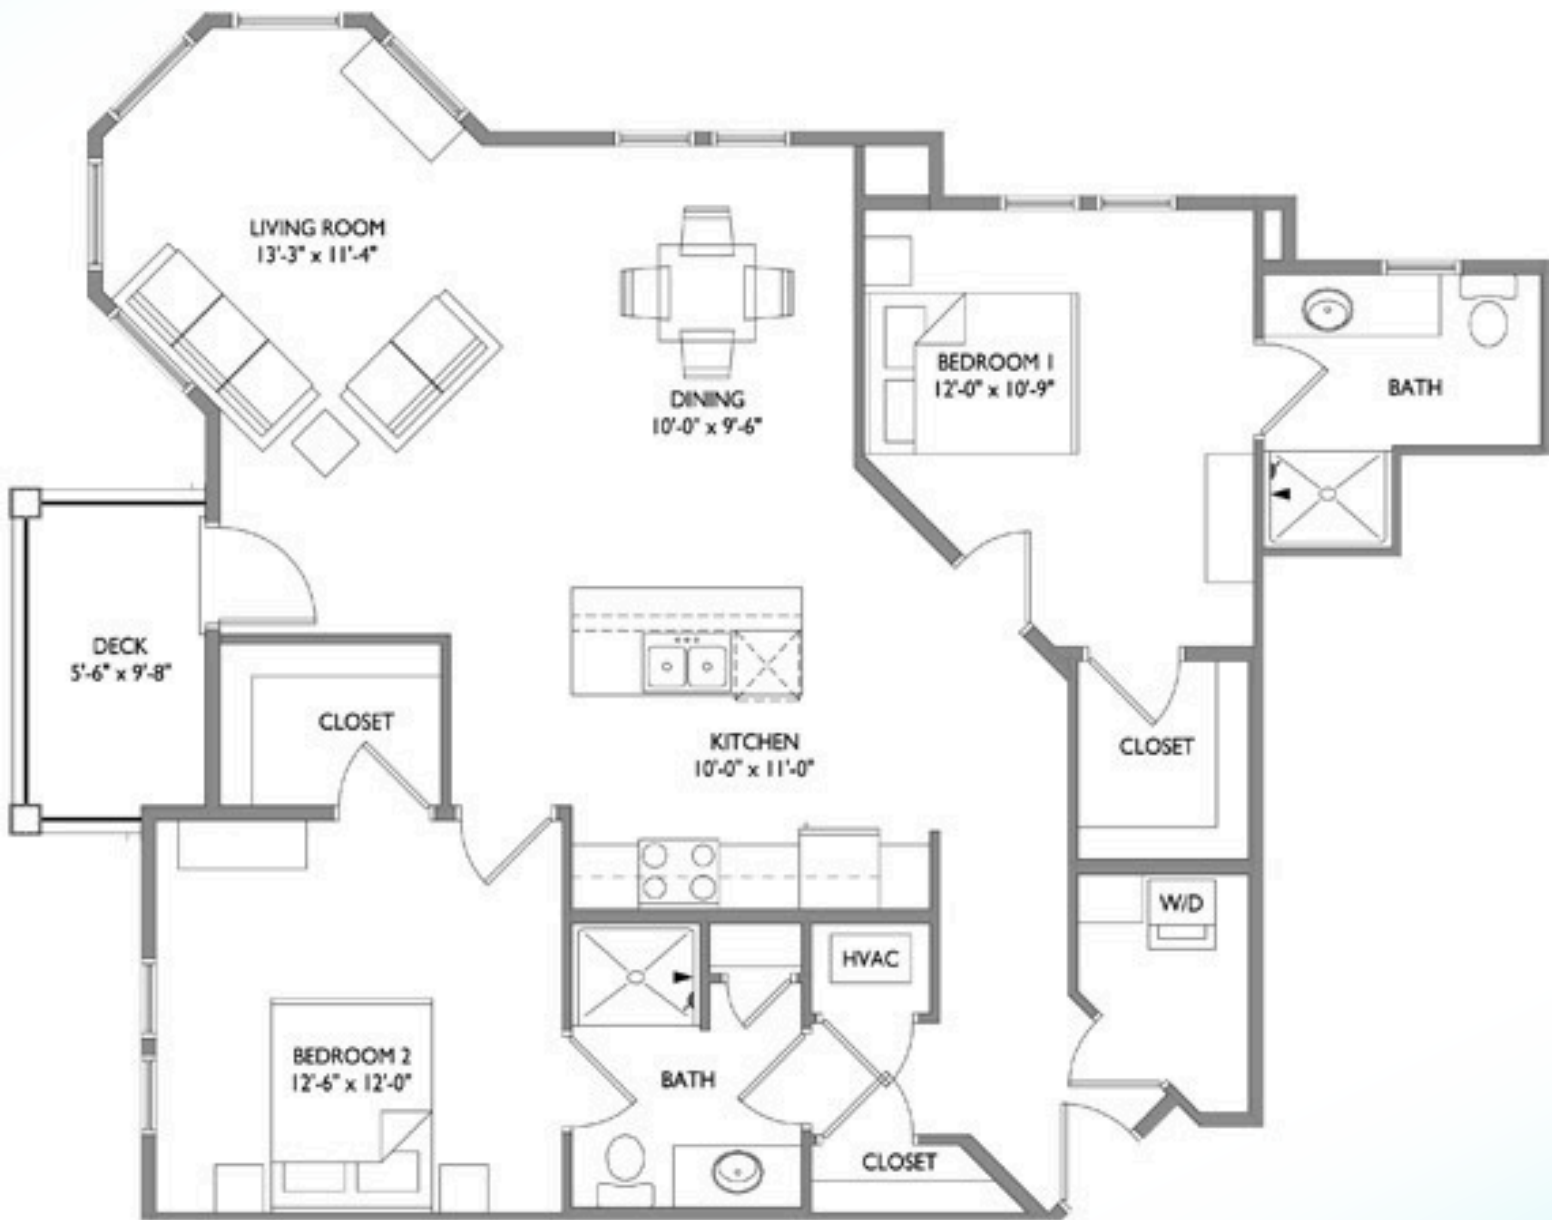 LIVING ROOM
13'-3" x 11'-4"
DINING
10'-0" x 9'-6"
BEDROOM 1
12'-0" x 10'-9"
BATH
DECK
5'-6" x 9'-8"
CLOSET
KITCHEN
10'-0" x 11'-0"
CLOSET
W/D
HVAC
BEDROOM 2
12'-6" x 12'-0"
BATH
CLOSET